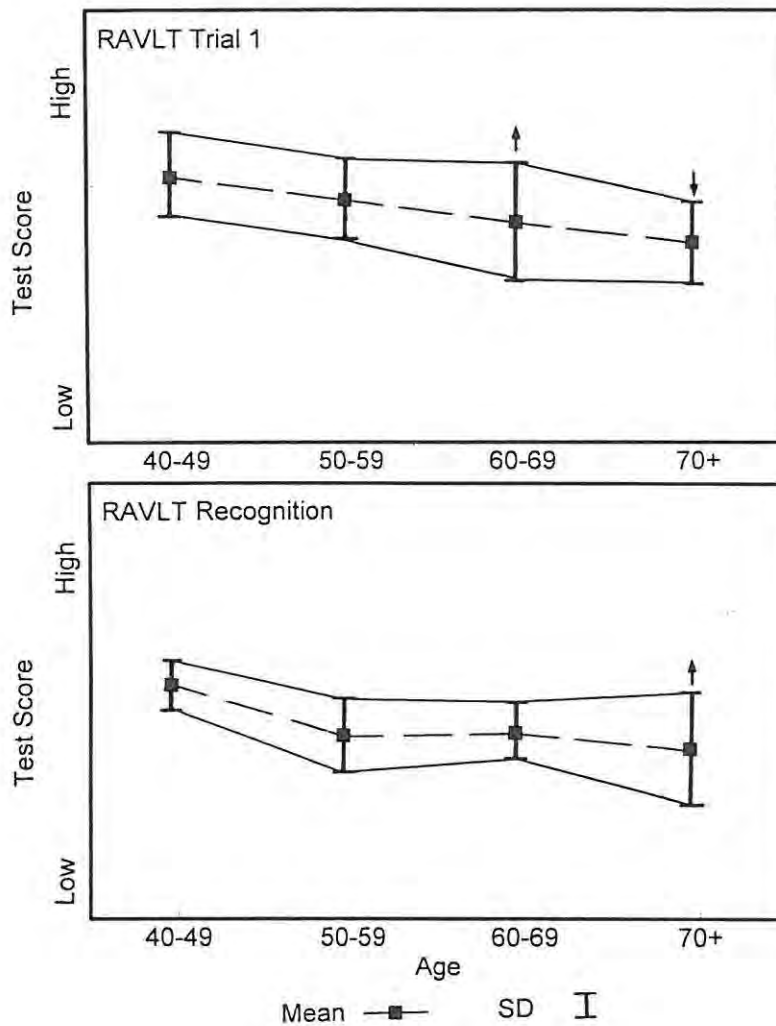 RAVLT Trial 1
High
Test Score
Low
40-49 50-59 60-69 70+
RAVLT Recognition
High
Test Score
Low
40-49 50-59 60-69 70+
Age
Mean SD